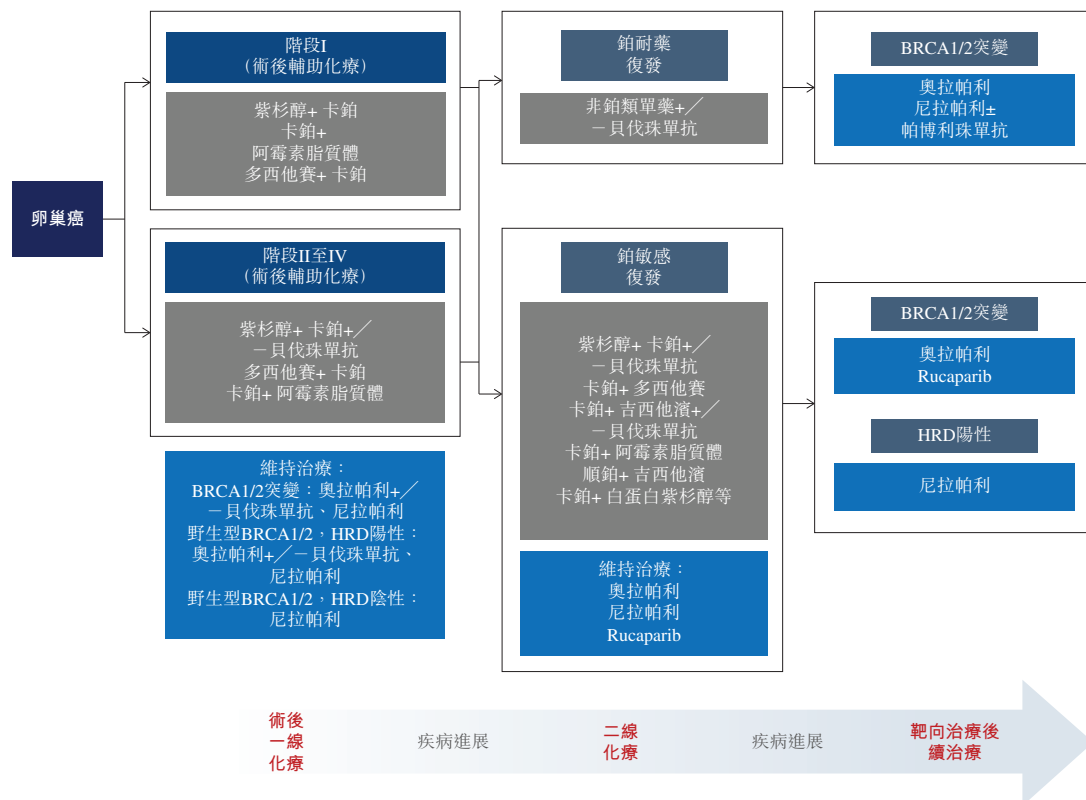 卵巢癌
階段I
（術後輔助化療）
紫杉醇+ 卡鉑
卡鉑+
阿霉素脂質體
多西他賽+ 卡鉑
階段II至IV
（術後輔助化療）
紫杉醇+ 卡鉑+╱
－貝伐珠單抗
多西他賽+ 卡鉑
卡鉑+ 阿霉素脂質體
維持治療：
BRCA1/2突變：奧拉帕利+╱
－貝伐珠單抗、尼拉帕利
野生型BRCA1/2，HRD陽性：
奧拉帕利+╱－貝伐珠單抗、
尼拉帕利
野生型BRCA1/2，HRD陰性：
尼拉帕利
鉑耐藥
復發
非鉑類單藥+╱
－貝伐珠單抗
鉑敏感
復發
紫杉醇+ 卡鉑+╱
－貝伐珠單抗
卡鉑+ 多西他賽
卡鉑+ 吉西他濱+╱
－貝伐珠單抗
卡鉑+ 阿霉素脂質體
順鉑+ 吉西他濱
卡鉑+ 白蛋白紫杉醇等
維持治療：
奧拉帕利
尼拉帕利
Rucaparib
BRCA1/2突變
奧拉帕利
尼拉帕利±
帕博利珠單抗
BRCA1/2突變
奧拉帕利
Rucaparib
HRD陽性
尼拉帕利
術後
一線
化療
疾病進展
二線
化療
疾病進展
靶向治療後
續治療